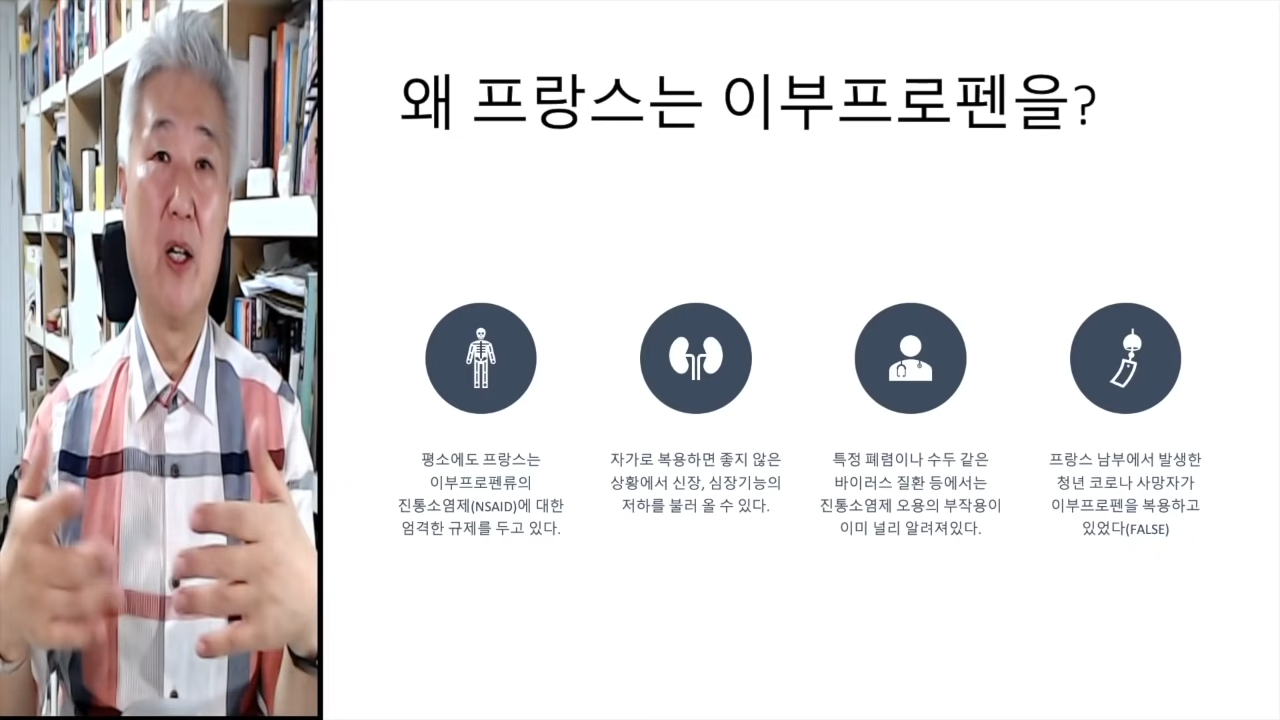 왜 프랑스는 이부프로펜을?
평소에도 프랑스는
이부프로펜류의
진통소염제(NSAID)에 대한
엄격한 규제를 두고 있다.
자가로 복용하면 좋지 않은
상황에서 신장, 심장기능의
저하를 불러 올 수 있다.
특정 폐렴이나 수두 같은
바이러스 질환 등에서는
진통소염제 오용의 부작용이
이미 널리 알려져있다.
프랑스 남부에서 발생한
청년 코로나 사망자가
이부프로펜을 복용하고
있었다(FALSE)